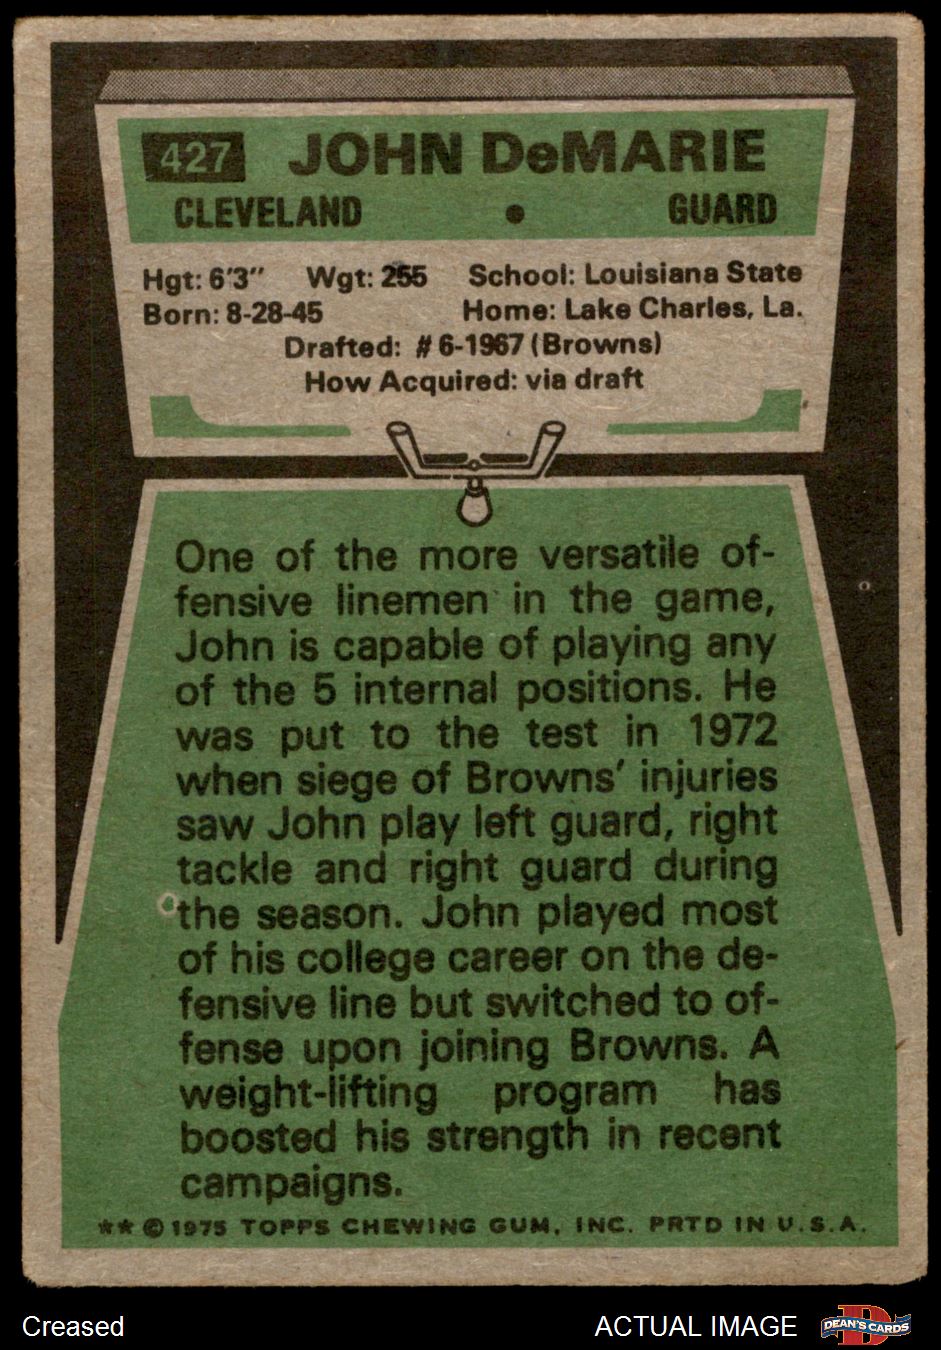 427 JOHN DeMARIE
CLEVELAND • GUARD
Hgt: 6'3" Wgt: 255 School: Louisiana State
Born: 8-28-45 Home: Lake Charles, La.
Drafted: #6-1967 (Browns)
How Acquired: via draft
One of the more versatile of-
fensive linemen in the game,
John is capable of playing any
of the 5 internal positions. He
was put to the test in 1972
when siege of Browns' injuries
saw John play left guard, right
tackle and right guard during
the season. John played most
of his college career on the de-
fensive line but switched to of-
fense upon joining Browns. A
weight-lifting program has
boosted his strength in recent
campaigns.
** © 1975 TOPPS CHEWING GUM, INC. PRTD IN U.S.A.
Creased ACTUAL IMAGE DEAN'S CARDS